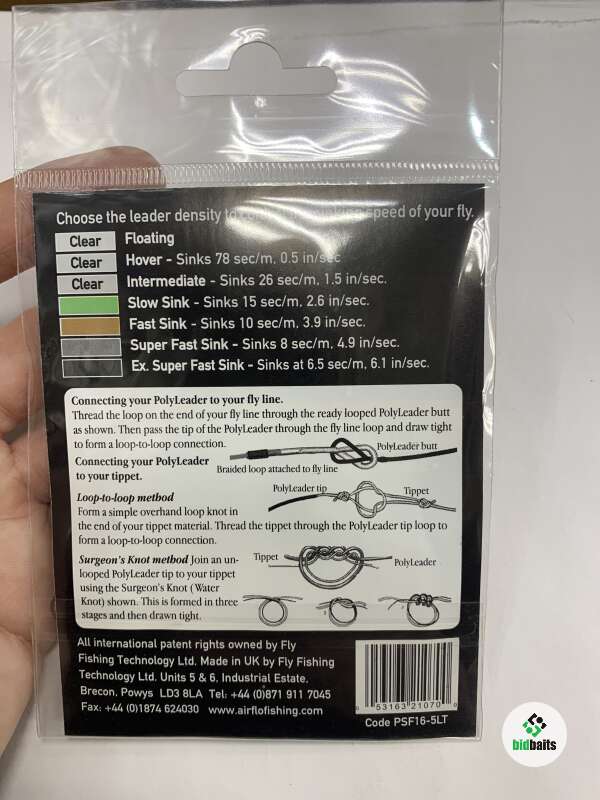 Choose the leader density to speed of your fly.
Clear Floating
Clear Hover - Sinks 78 sec/m, 0.5 in/sec
Clear Intermediate - Sinks 26 sec/m, 1.5 in/sec.
Slow Sink - Sinks 15 sec/m, 2.6 in/sec.
Fast Sink - Sinks 10 sec/m, 3.9 in/sec.
Super Fast Sink - Sinks 8 sec/m, 4.9 in/sec.
Ex. Super Fast Sink - Sinks at 6.5 sec/m, 6.1 in/sec.
Connecting your PolyLeader to your fly line.
Thread the loop on the end of your fly line through the ready looped PolyLeader butt
as shown. Then pass the tip of the PolyLeader through the fly line loop and draw tight
to form a loop-to-loop connection.
PolyLeader butt
Braided loop attached to fly line
Connecting your PolyLeader
to your tippet.
PolyLeader tip
Tippet
Loop-to-loop method
Form a simple overhand loop knot in
the end of your tippet material. Thread the tippet through the PolyLeader tip loop to
form a loop-to-loop connection.
Surgeon's Knot method Join an un-
looped PolyLeader tip to your tippet
using the Surgeon's Knot (Water
Knot) shown. This is formed in three
stages and then drawn tight.
Tippet
PolyLeader
All international patent rights owned by Fly
Fishing Technology Ltd. Made in UK by Fly Fishing
Technology Ltd. Units 5 & 6, Industrial Estate,
Brecon, Powys LD3 8LA Tel: +44 (0)871 911 7045
Fax: +44 (0)1874 624030 www.airflofishing.com
0 53163 21070 0
Code PSF16-5LT
bidbaits